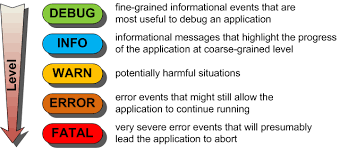 Level
DEBUG
fine-grained informational events that are
most useful to debug an application
INFO
informational messages that highlight the progress
of the application at coarse-grained level
WARN
potentially harmful situations
ERROR
error events that might still allow the
application to continue running
FATAL
very severe error events that will presumably
lead the application to abort